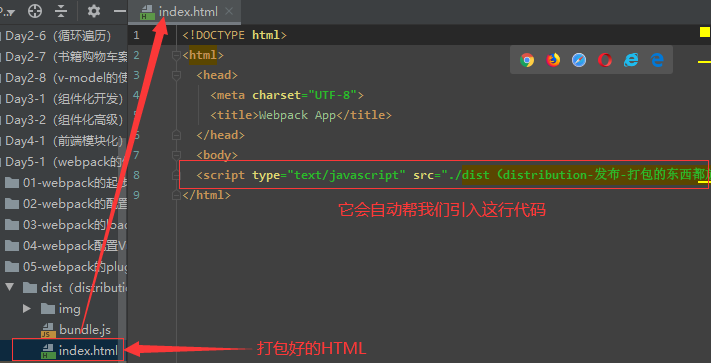 index.html
Day2-6（循环遍历）
Day2-7（书籍购物车案
Day2-8（v-model的使
Day3-1（组件化开发）
Day3-2（组件化高级）
Day4-1（前端模块化）
Day5-1（webpack的
01-webpack的起
02-webpack的配置
03-webpack的loa
04-webpack配置V
05-webpack的plu
dist（distributio
img
bundle.js
index.html
1 <!DOCTYPE html>
2 <html>
3 <head>
4 <meta charset="UTF-8">
5 <title>Webpack App</title>
6 </head>
7 <body>
8 <script type="text/javascript" src="./dist（distribution-发布-打包的东西都
9 </html>
它会自动帮我们引入这行代码
打包好的HTML